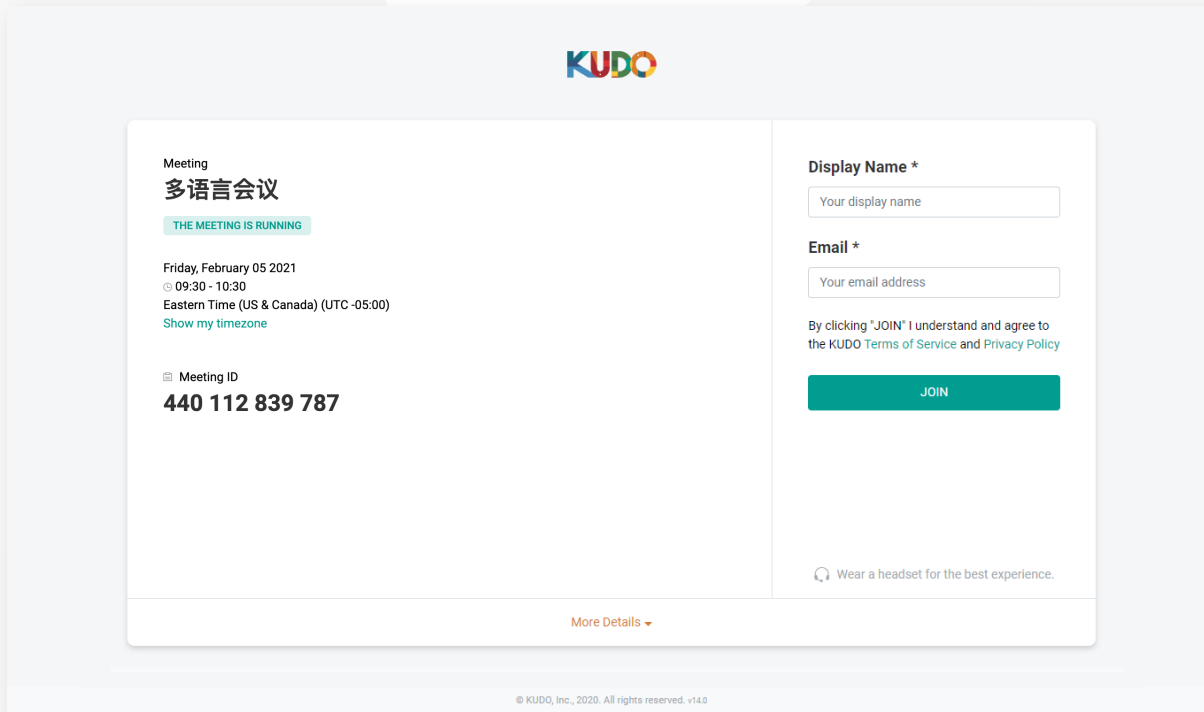 KUDO
Meeting
多语言会议
THE MEETING IS RUNNING
Friday, February 05 2021
09:30 - 10:30
Eastern Time (US & Canada) (UTC -05:00)
Show my timezone
Meeting ID
440 112 839 787
Display Name *
Your display name
Email *
Your email address
By clicking "JOIN" I understand and agree to
the KUDO Terms of Service and Privacy Policy
JOIN
Wear a headset for the best experience.
More Details
© KUDO, Inc., 2020. All rights reserved. v14.0